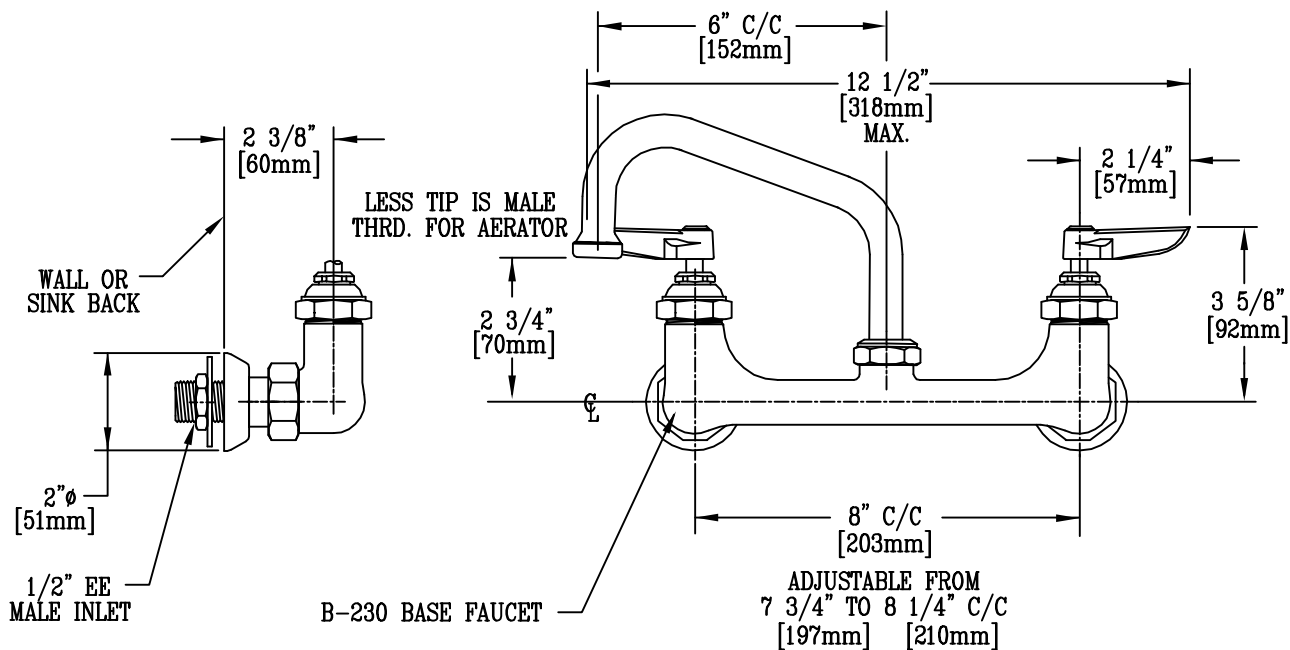 6" C/C
[152mm]
12 1/2"
[318mm]
MAX.
2 3/8"
[60mm]
2 1/4"
[57mm]
LESS TIP IS MALE
THRD. FOR AERATOR
WALL OR
SINK BACK
2 3/4"
[70mm]
3 5/8"
[92mm]
CL
2"ø
[51mm]
8" C/C
[203mm]
1/2" EE
MALE INLET
B-230 BASE FAUCET
ADJUSTABLE FROM
7 3/4" TO 8 1/4" C/C
[197mm] [210mm]